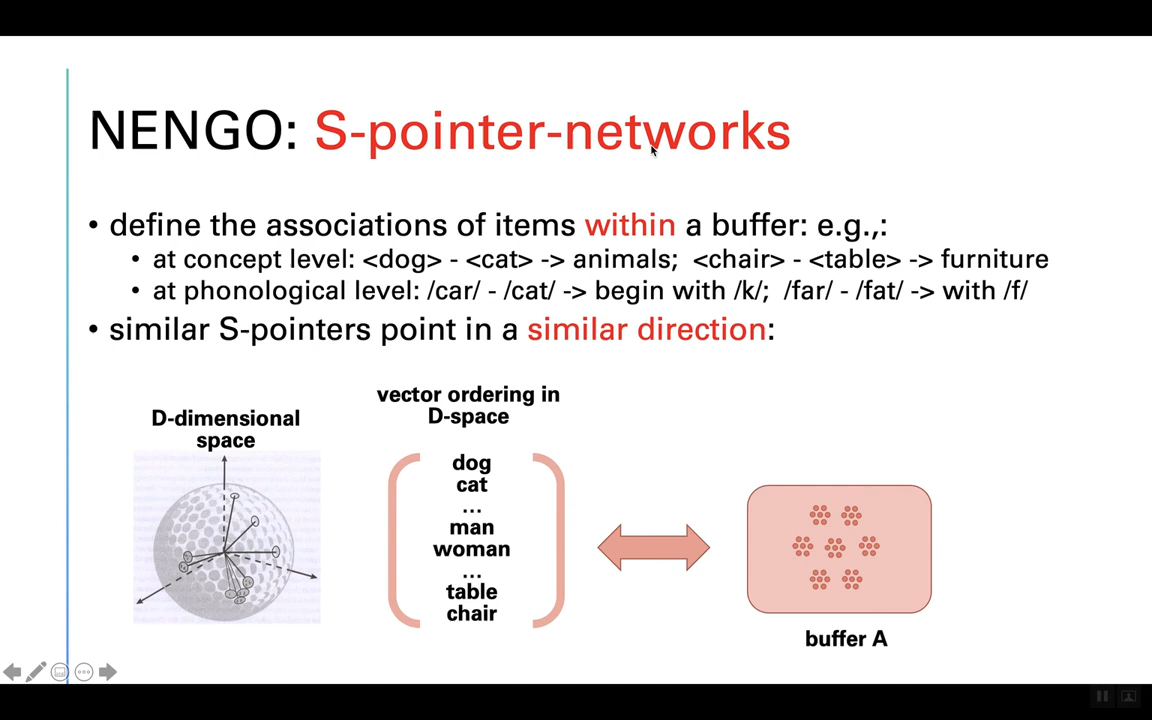 NENGO: S-pointer-networks
• define the associations of items within a buffer: e.g.,:
• at concept level: <dog> - <cat> -> animals;  <chair> - <table> -> furniture
• at phonological level: /car/ - /cat/ -> begin with /k/;  /far/ - /fat/ -> with /f/
• similar S-pointers point in a similar direction:
D-dimensional
space
vector ordering in
D-space
dog
cat
...
man
woman
...
table
chair
buffer A